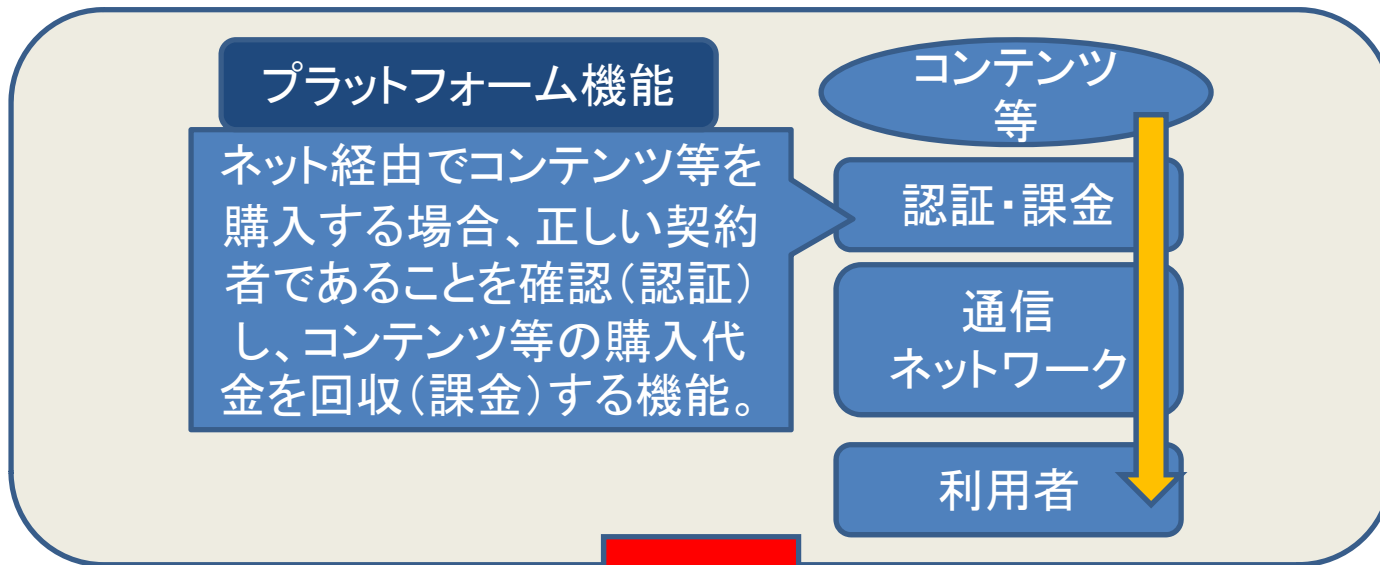 プラットフォーム機能
ネット経由でコンテンツ等を
購入する場合、正しい契約
者であることを確認（認証）
し、コンテンツ等の購入代
金を回収（課金）する機能。
コンテンツ
等
認証・課金
通信
ネットワーク
利用者